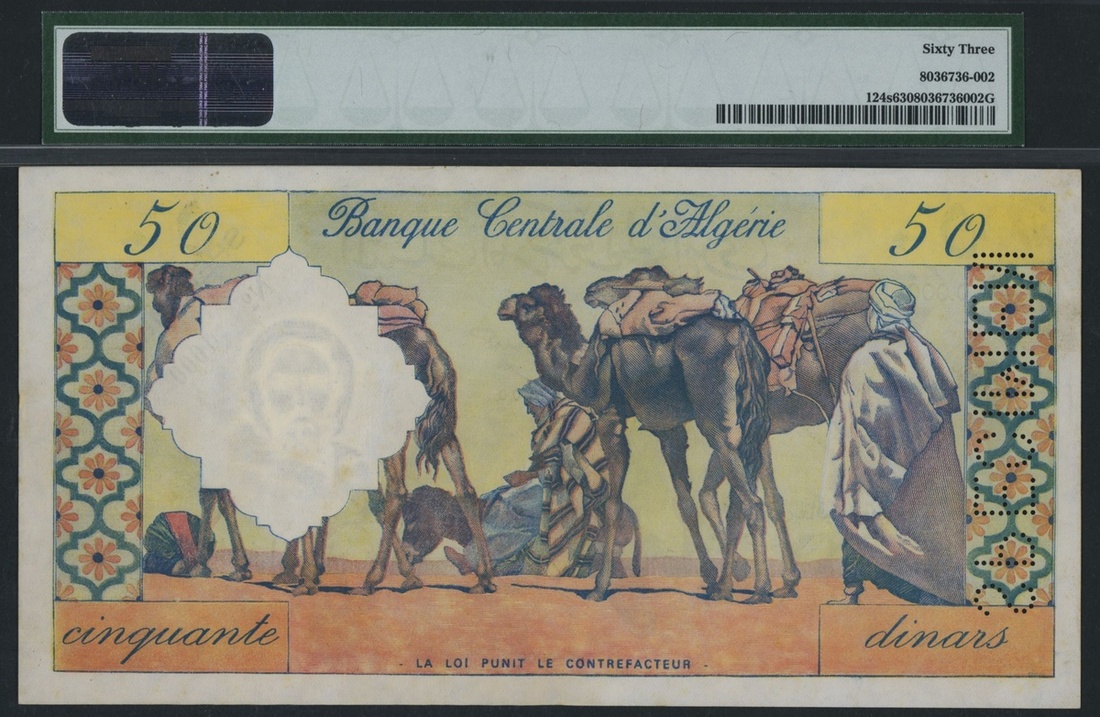 Sixty Three
8036736-002
124s6308036736002G
50
Banque Centrale d'Algérie
50
cinquante
dinars
- LA LOI PUNIT LE CONTREFACTEUR -